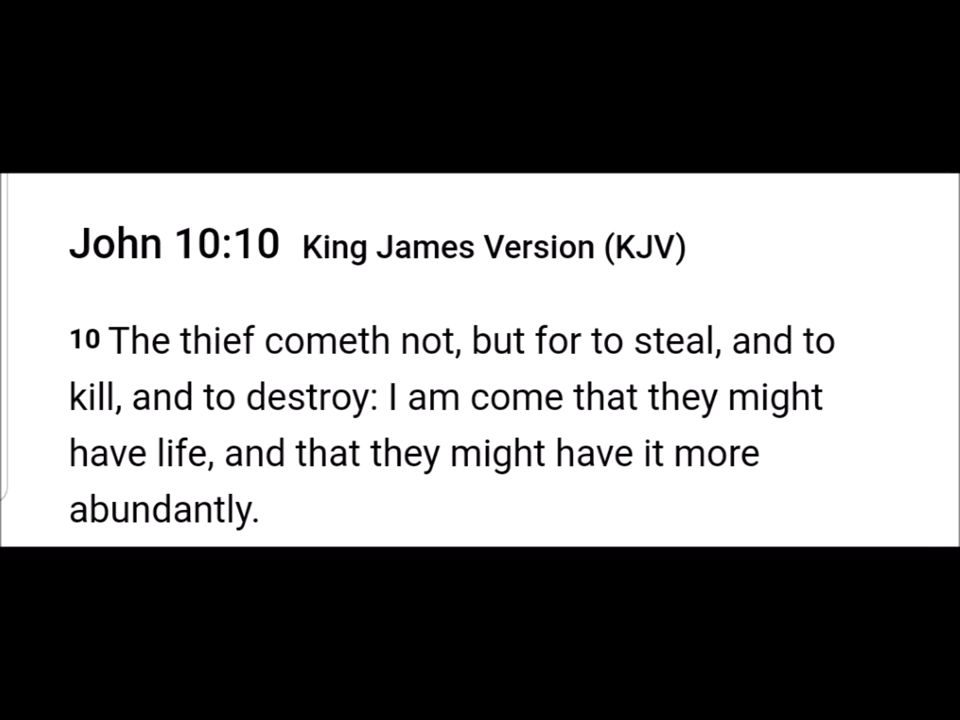 John 10:10 King James Version (KJV)
10 The thief cometh not, but for to steal, and to
kill, and to destroy: I am come that they might
have life, and that they might have it more
abundantly.